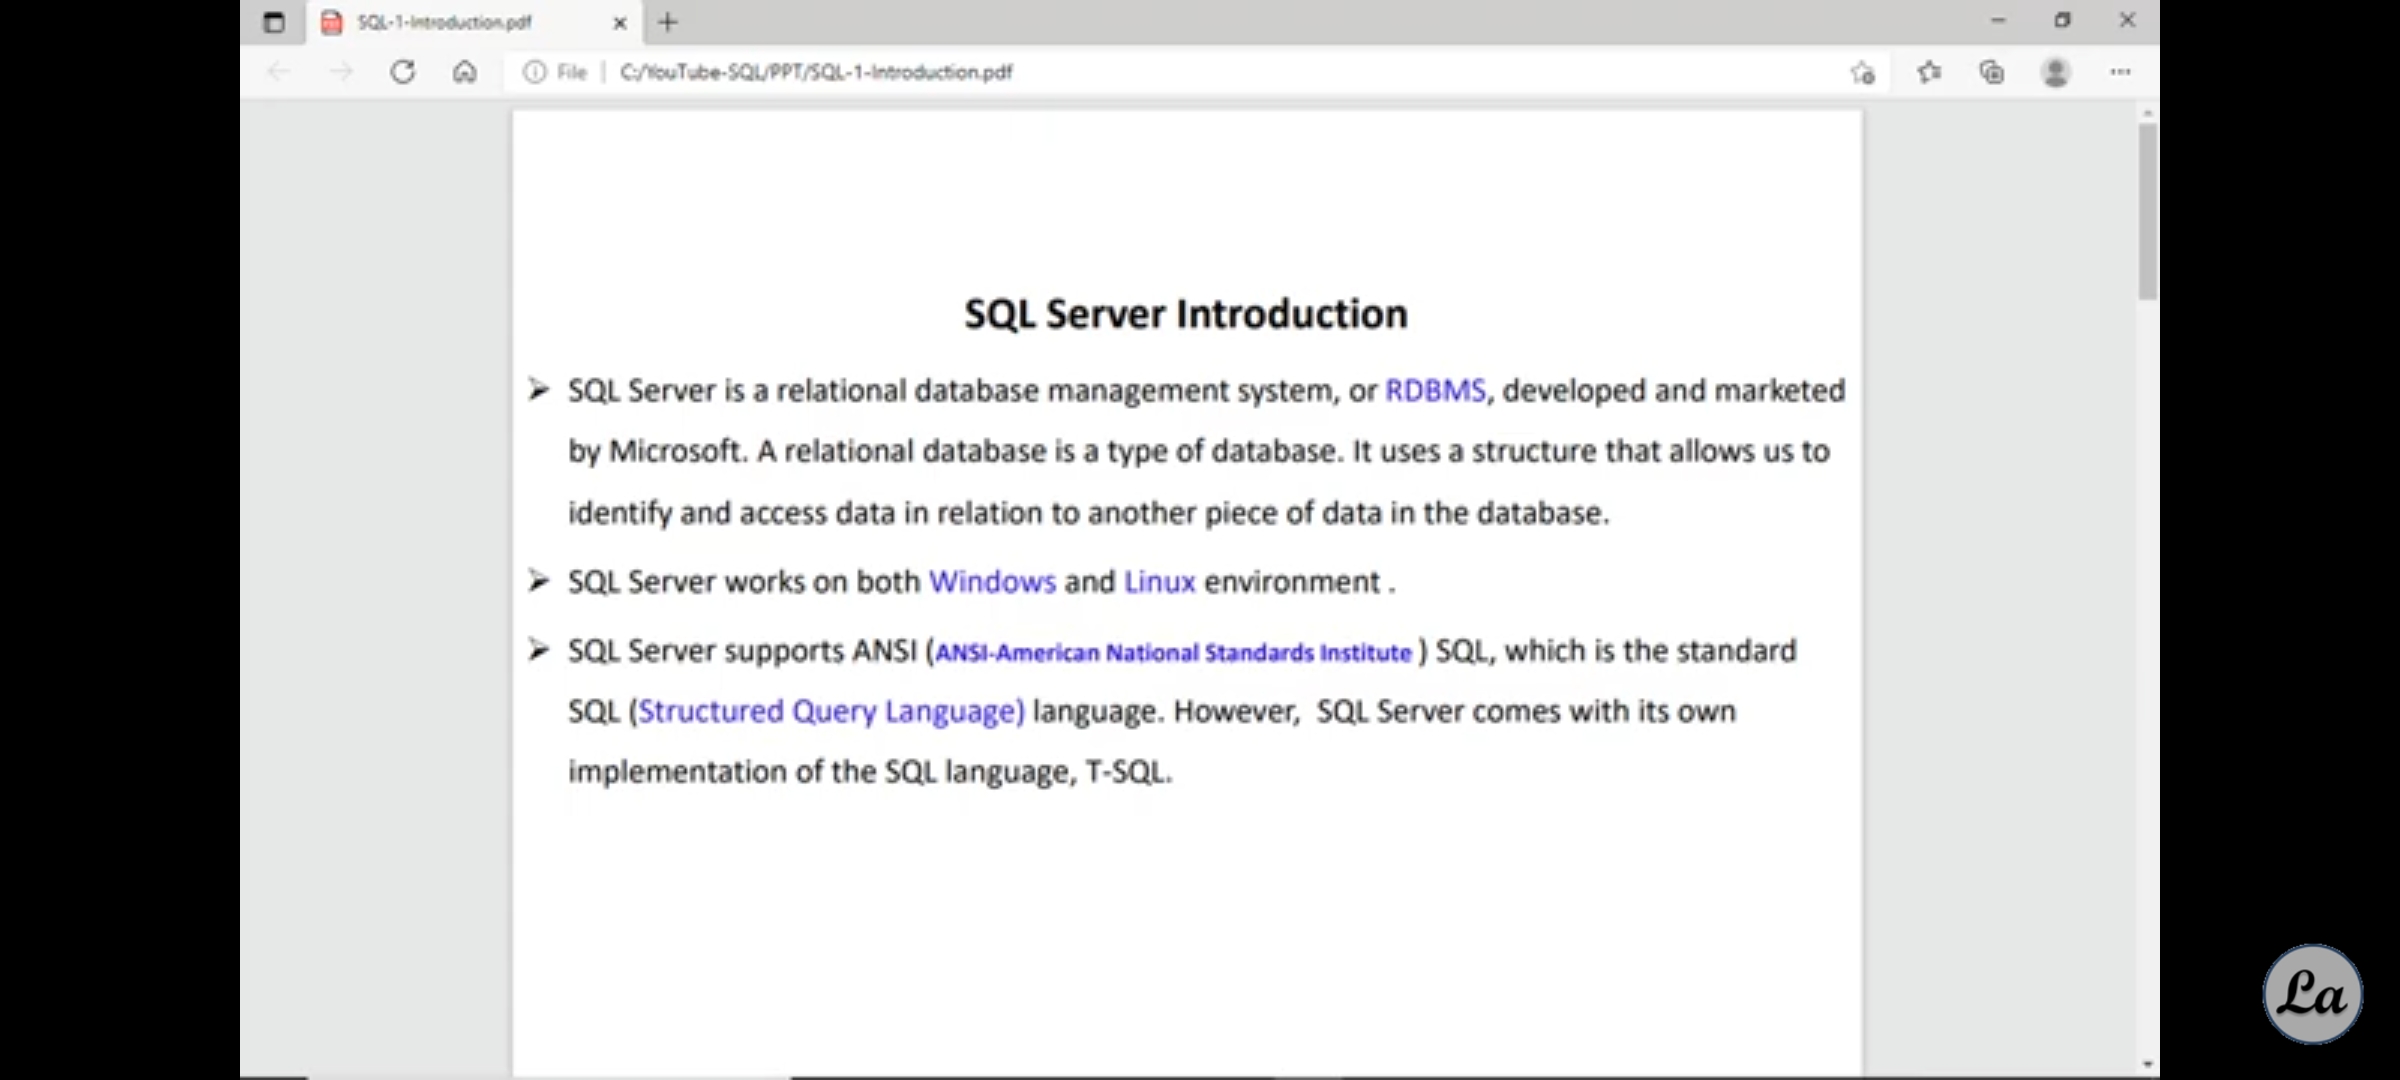 SQL-1-Introduction.pdf
File
C:/YouTube-SQL/PPT/SQL-1-Introduction.pdf
SQL Server Introduction
➢ SQL Server is a relational database management system, or RDBMS, developed and marketed
by Microsoft. A relational database is a type of database. It uses a structure that allows us to
identify and access data in relation to another piece of data in the database.
➢ SQL Server works on both Windows and Linux environment .
➢ SQL Server supports ANSI (ANSI-American National Standards Institute ) SQL, which is the standard
SQL (Structured Query Language) language. However,  SQL Server comes with its own
implementation of the SQL language, T-SQL.
La